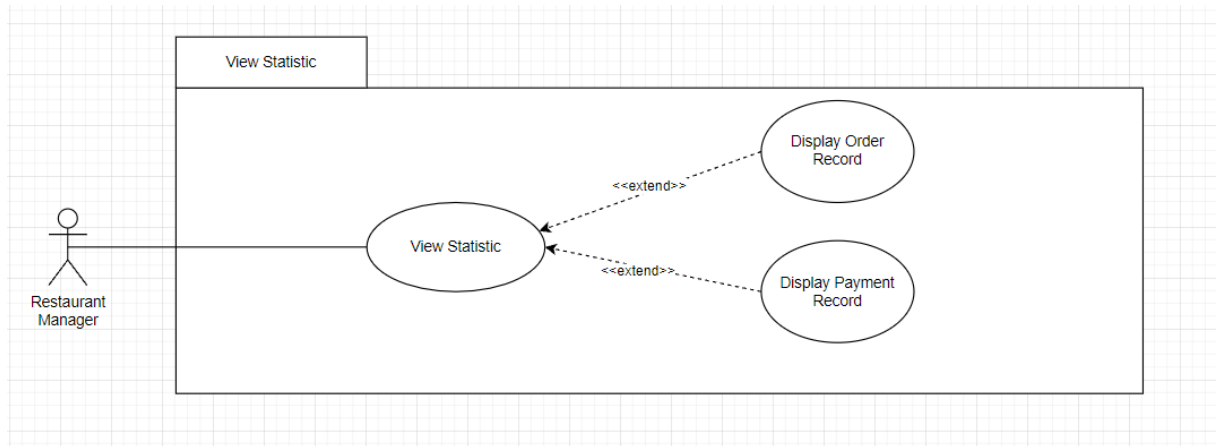 View Statistic
Display Order
Record
<<extend>>
View Statistic
<<extend>>
Display Payment
Record
Restaurant
Manager